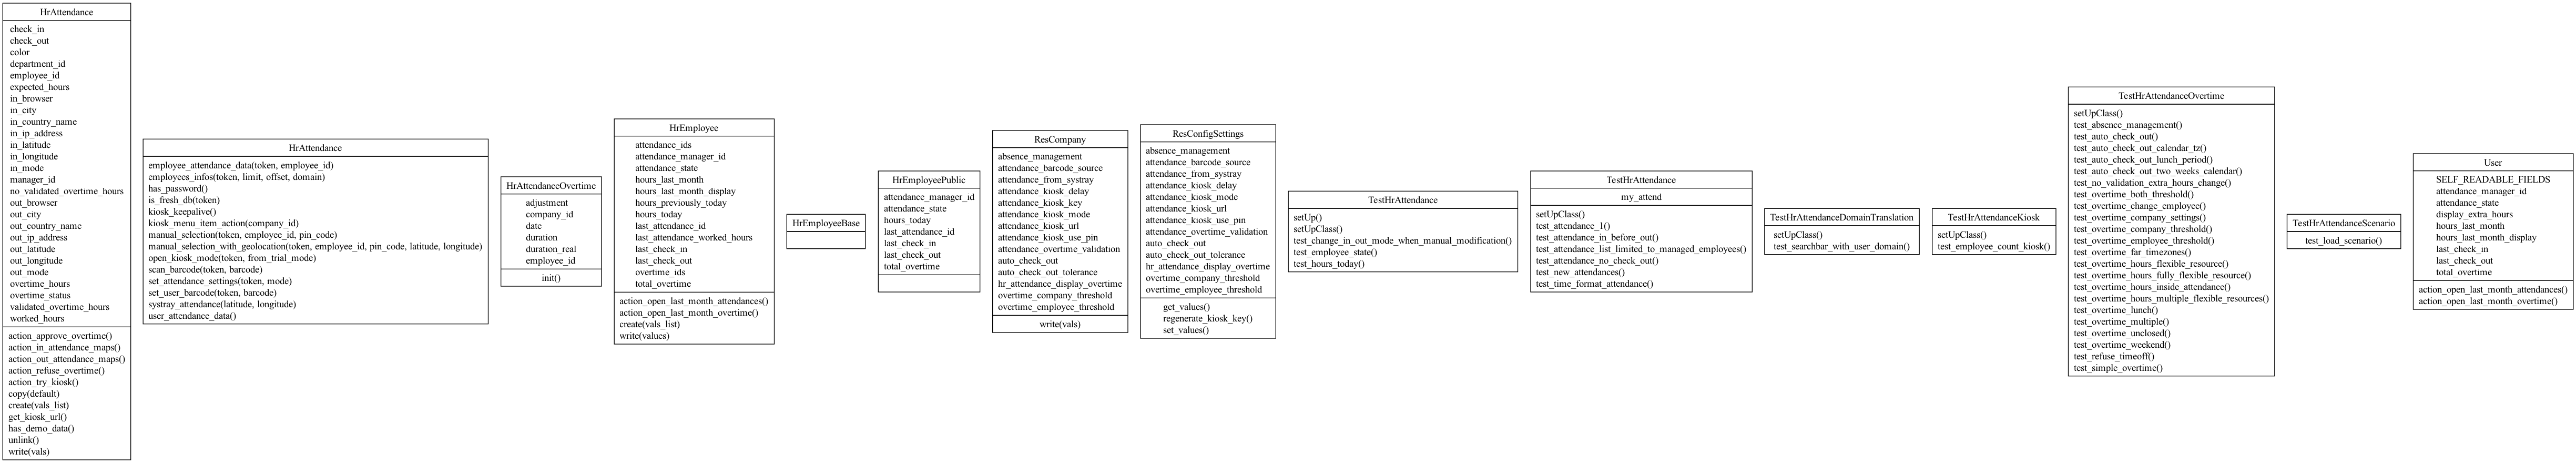 HrAttendance
check_in
check_out
color
department_id
employee_id
expected_hours
in_browser
in_city
in_country_name
in_ip_address
in_latitude
in_longitude
in_mode
manager_id
no_validated_overtime_hours
out_browser
out_city
out_country_name
out_ip_address
out_latitude
out_longitude
out_mode
overtime_hours
overtime_status
validated_overtime_hours
worked_hours
action_approve_overtime()
action_in_attendance_maps()
action_out_attendance_maps()
action_refuse_overtime()
action_try_kiosk()
copy(default)
create(vals_list)
get_kiosk_url()
has_demo_data()
unlink()
write(vals)
HrAttendance
employee_attendance_data(token, employee_id)
employees_infos(token, limit, offset, domain)
has_password()
is_fresh_db(token)
kiosk_keepalive()
kiosk_menu_item_action(company_id)
manual_selection(token, employee_id, pin_code)
manual_selection_with_geolocation(token, employee_id, pin_code, latitude, longitude)
open_kiosk_mode(token, from_trial_mode)
scan_barcode(token, barcode)
set_attendance_settings(token, mode)
set_user_barcode(token, barcode)
systray_attendance(latitude, longitude)
user_attendance_data()
HrAttendanceOvertime
adjustment
company_id
date
duration
duration_real
employee_id
init()
HrEmployee
attendance_ids
attendance_manager_id
attendance_state
hours_last_month
hours_last_month_display
hours_previously_today
hours_today
last_attendance_id
last_attendance_worked_hours
last_check_in
last_check_out
overtime_ids
total_overtime
action_open_last_month_attendances()
action_open_last_month_overtime()
create(vals_list)
write(values)
HrEmployeeBase
HrEmployeePublic
attendance_manager_id
attendance_state
hours_today
last_attendance_id
last_check_in
last_check_out
total_overtime
ResCompany
absence_management
attendance_barcode_source
attendance_from_systray
attendance_kiosk_delay
attendance_kiosk_key
attendance_kiosk_mode
attendance_kiosk_url
attendance_kiosk_use_pin
attendance_overtime_validation
auto_check_out
auto_check_out_tolerance
hr_attendance_display_overtime
overtime_company_threshold
overtime_employee_threshold
write(vals)
ResConfigSettings
absence_management
attendance_barcode_source
attendance_from_systray
attendance_kiosk_delay
attendance_kiosk_mode
attendance_kiosk_url
attendance_kiosk_use_pin
attendance_overtime_validation
auto_check_out
auto_check_out_tolerance
hr_attendance_display_overtime
overtime_company_threshold
overtime_employee_threshold
get_values()
regenerate_kiosk_key()
set_values()
TestHrAttendance
setUp()
setUpClass()
test_change_in_out_mode_when_manual_modification()
test_employee_state()
test_hours_today()
TestHrAttendance
my_attend
setUpClass()
test_attendance_1()
test_attendance_in_before_out()
test_attendance_list_limited_to_managed_employees()
test_attendance_no_check_out()
test_new_attendances()
test_time_format_attendance()
TestHrAttendanceDomainTranslation
setUpClass()
test_searchbar_with_user_domain()
TestHrAttendanceKiosk
setUpClass()
test_employee_count_kiosk()
TestHrAttendanceOvertime
setUpClass()
test_absence_management()
test_auto_check_out()
test_auto_check_out_calendar_tz()
test_auto_check_out_lunch_period()
test_auto_check_out_two_weeks_calendar()
test_no_validation_extra_hours_change()
test_overtime_both_threshold()
test_overtime_change_employee()
test_overtime_company_settings()
test_overtime_company_threshold()
test_overtime_employee_threshold()
test_overtime_far_timezones()
test_overtime_hours_flexible_resource()
test_overtime_hours_fully_flexible_resource()
test_overtime_hours_inside_attendance()
test_overtime_hours_multiple_flexible_resources()
test_overtime_lunch()
test_overtime_multiple()
test_overtime_unclosed()
test_overtime_weekend()
test_refuse_timeoff()
test_simple_overtime()
TestHrAttendanceScenario
test_load_scenario()
User
SELF_READABLE_FIELDS
attendance_manager_id
attendance_state
display_extra_hours
hours_last_month
hours_last_month_display
last_check_in
last_check_out
total_overtime
action_open_last_month_attendances()
action_open_last_month_overtime()